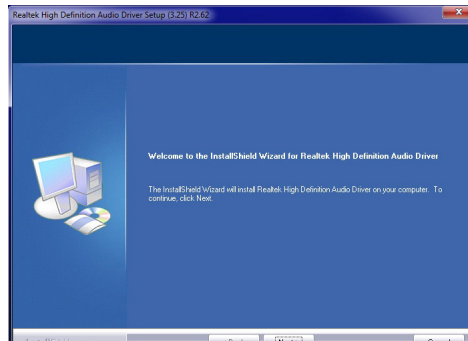 Realtek High Definition Audio Driver Setup (3.25) R2.62
Welcome to the InstallShield Wizard for Realtek High Definition Audio Driver
The InstallShield Wizard will install Realtek High Definition Audio Driver on your computer. To
continue, click Next.